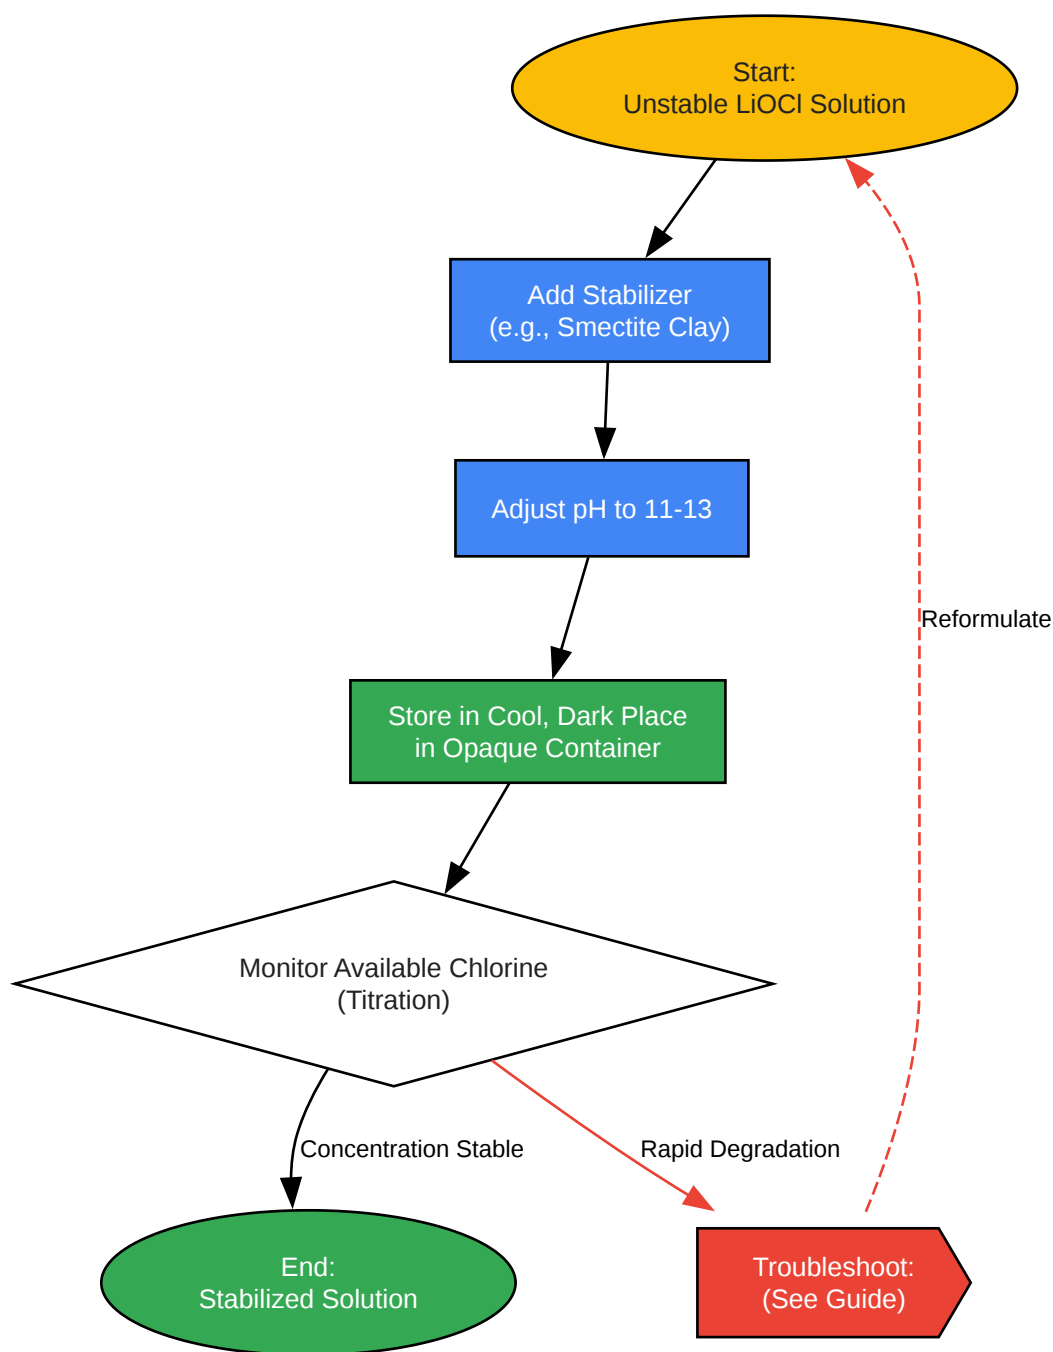 Start:
Unstable LiOCl Solution
Add Stabilizer
(e.g., Smectite Clay)
Adjust pH to 11-13
Reformulate
Store in Cool, Dark Place
in Opaque Container
Monitor Available Chlorine
(Titration)
Concentration Stable
Rapid Degradation
End:
Stabilized Solution
Troubleshoot:
(See Guide)